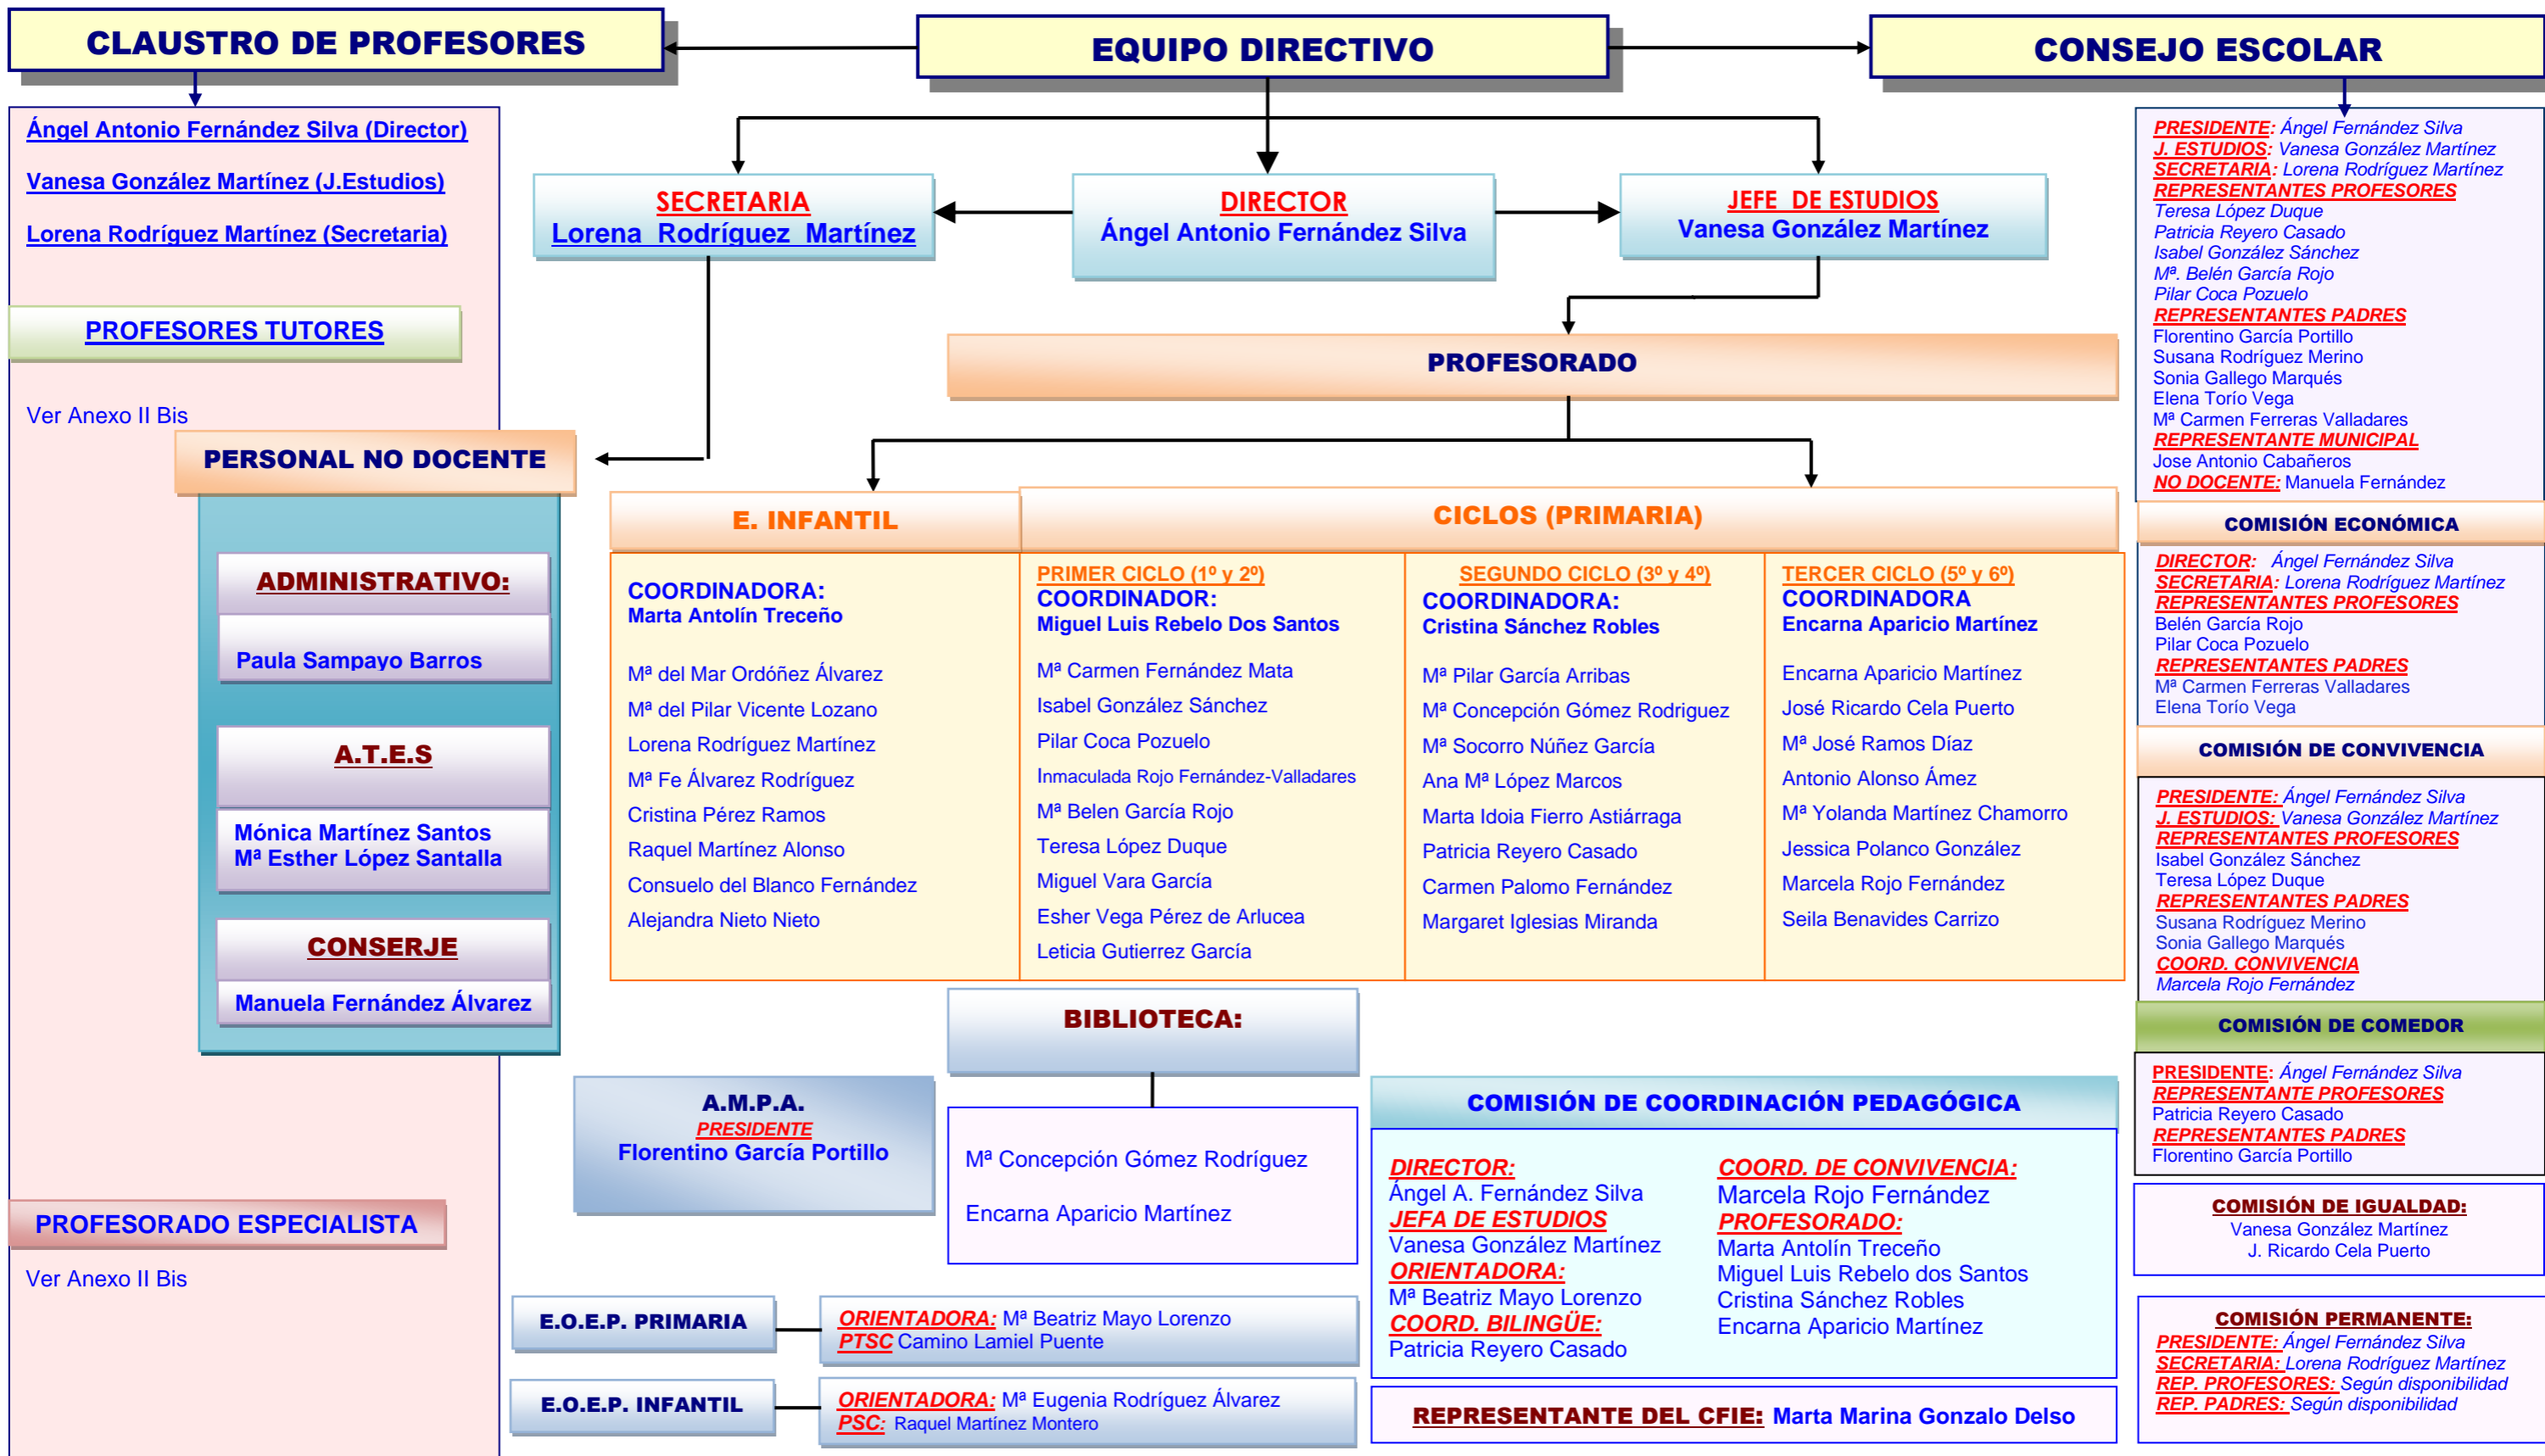 CLAUSTRO DE PROFESORES
EQUIPO DIRECTIVO
CONSEJO ESCOLAR
Ángel Antonio Fernández Silva (Director)
Vanesa González Martínez (J.Estudios)
Lorena Rodríguez Martínez (Secretaria)
PROFESORES TUTORES
Ver Anexo II Bis
SECRETARIA
Lorena Rodríguez Martínez
DIRECTOR
Ángel Antonio Fernández Silva
JEFE DE ESTUDIOS
Vanesa González Martínez
PROFESORADO
PERSONAL NO DOCENTE
ADMINISTRATIVO:
Paula Sampayo Barros
A.T.E.S
Mónica Martínez Santos
Mª Esther López Santalla
CONSERJE
Manuela Fernández Álvarez
PROFESORADO ESPECIALISTA
Ver Anexo II Bis
E. INFANTIL
CICLOS (PRIMARIA)
COORDINADORA:
Marta Antolín Treceño
Mª del Mar Ordóñez Álvarez
Mª del Pilar Vicente Lozano
Lorena Rodríguez Martínez
Mª Fe Álvarez Rodríguez
Cristina Pérez Ramos
Raquel Martínez Alonso
Consuelo del Blanco Fernández
Alejandra Nieto Nieto
PRIMER CICLO (1º y 2º)
COORDINADOR:
Miguel Luis Rebelo Dos Santos
Mª Carmen Fernández Mata
Isabel González Sánchez
Pilar Coca Pozuelo
Inmaculada Rojo Fernández-Valladares
Mª Belen García Rojo
Teresa López Duque
Miguel Vara García
Esher Vega Pérez de Arlucea
Leticia Gutierrez García
SEGUNDO CICLO (3º y 4º)
COORDINADORA:
Cristina Sánchez Robles
Mª Pilar García Arribas
Mª Concepción Gómez Rodriguez
Mª Socorro Núñez García
Ana Mª López Marcos
Marta Idoia Fierro Astiárraga
Patricia Reyero Casado
Carmen Palomo Fernández
Margaret Iglesias Miranda
TERCER CICLO (5º y 6º)
COORDINADORA
Encarna Aparicio Martínez
Encarna Aparicio Martínez
José Ricardo Cela Puerto
Mª José Ramos Díaz
Antonio Alonso Ámez
Mª Yolanda Martínez Chamorro
Jessica Polanco González
Marcela Rojo Fernández
Seila Benavides Carrizo
BIBLIOTECA:
Mª Concepción Gómez Rodríguez
Encarna Aparicio Martínez
A.M.P.A.
PRESIDENTE
Florentino García Portillo
E.O.E.P. PRIMARIA
ORIENTADORA: Mª Beatriz Mayo Lorenzo
PTSC Camino Lamiel Puente
E.O.E.P. INFANTIL
ORIENTADORA: Mª Eugenia Rodríguez Álvarez
PSC: Raquel Martínez Montero
COMISIÓN DE COORDINACIÓN PEDAGÓGICA
DIRECTOR:
Ángel A. Fernández Silva
JEFA DE ESTUDIOS
Vanesa González Martínez
ORIENTADORA:
Mª Beatriz Mayo Lorenzo
COORD. BILINGÜE:
Patricia Reyero Casado
COORD. DE CONVIVENCIA:
Marcela Rojo Fernández
PROFESORADO:
Marta Antolín Treceño
Miguel Luis Rebelo dos Santos
Cristina Sánchez Robles
Encarna Aparicio Martínez
REPRESENTANTE DEL CFIE: Marta Marina Gonzalo Delso
PRESIDENTE: Ángel Fernández Silva
J. ESTUDIOS: Vanesa González Martínez
SECRETARIA: Lorena Rodríguez Martínez
REPRESENTANTES PROFESORES
Teresa López Duque
Patricia Reyero Casado
Isabel González Sánchez
Mª. Belén García Rojo
Pilar Coca Pozuelo
REPRESENTANTES PADRES
Florentino García Portillo
Susana Rodríguez Merino
Sonia Gallego Marqués
Elena Torío Vega
Mª Carmen Ferreras Valladares
REPRESENTANTE MUNICIPAL
Jose Antonio Cabañeros
NO DOCENTE: Manuela Fernández
COMISIÓN ECONÓMICA
DIRECTOR: Ángel Fernández Silva
SECRETARIA: Lorena Rodríguez Martínez
REPRESENTANTES PROFESORES
Belén García Rojo
Pilar Coca Pozuelo
REPRESENTANTES PADRES
Mª Carmen Ferreras Valladares
Elena Torío Vega
COMISIÓN DE CONVIVENCIA
PRESIDENTE: Ángel Fernández Silva
J. ESTUDIOS: Vanesa González Martínez
REPRESENTANTES PROFESORES
Isabel González Sánchez
Teresa López Duque
REPRESENTANTES PADRES
Susana Rodríguez Merino
Sonia Gallego Marqués
COORD. CONVIVENCIA
Marcela Rojo Fernández
COMISIÓN DE COMEDOR
PRESIDENTE: Ángel Fernández Silva
REPRESENTANTE PROFESORES
Patricia Reyero Casado
REPRESENTANTES PADRES
Florentino García Portillo
COMISIÓN DE IGUALDAD:
Vanesa González Martínez
J. Ricardo Cela Puerto
COMISIÓN PERMANENTE:
PRESIDENTE: Ángel Fernández Silva
SECRETARIA: Lorena Rodríguez Martínez
REP. PROFESORES: Según disponibilidad
REP. PADRES: Según disponibilidad